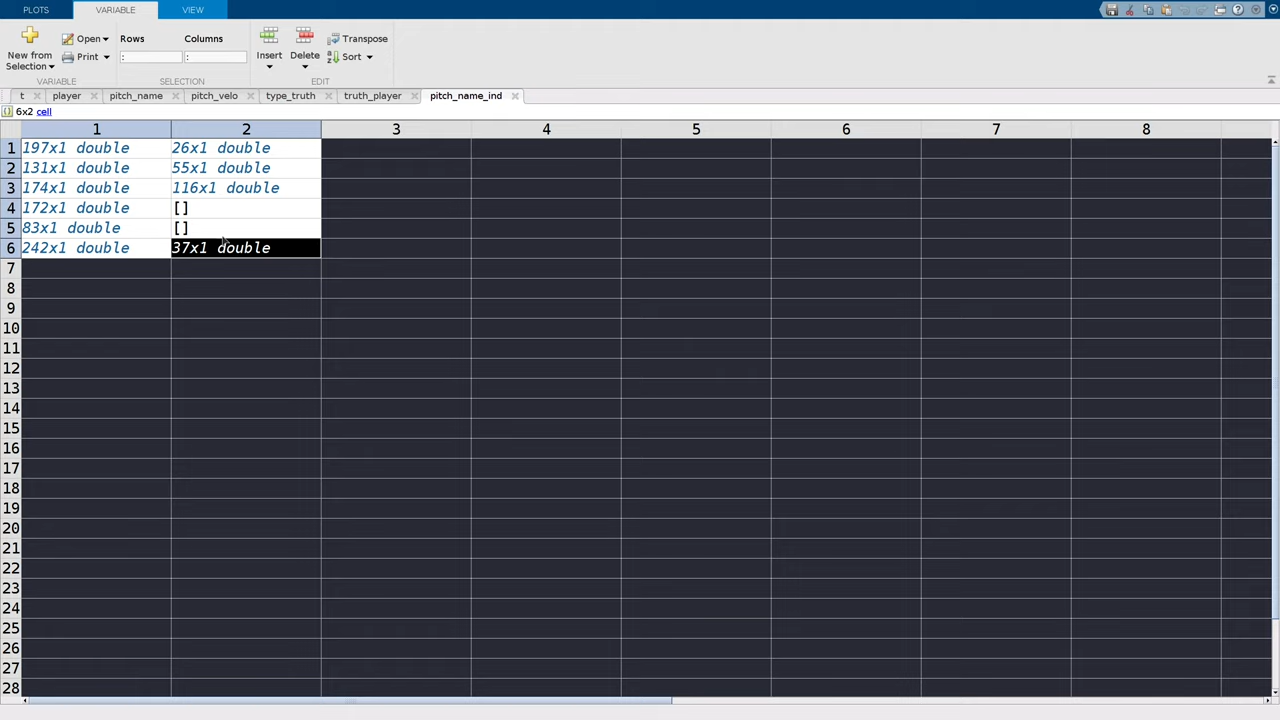 PLOTS VARIABLE VIEW
New from Selection
Open
Print
Rows
:
Columns
:
Insert
Delete
Transpose
Sort
VARIABLE SELECTION EDIT
t player pitch_name pitch_velo type_truth truth_player pitch_name_ind
{} 6x2 cell
1 2 3 4 5 6 7 8
1 197x1 double 26x1 double
2 131x1 double 55x1 double
3 174x1 double 116x1 double
4 172x1 double []
5 83x1 double []
6 242x1 double 37x1 double
7
8
9
10
11
12
13
14
15
16
17
18
19
20
21
22
23
24
25
26
27
28